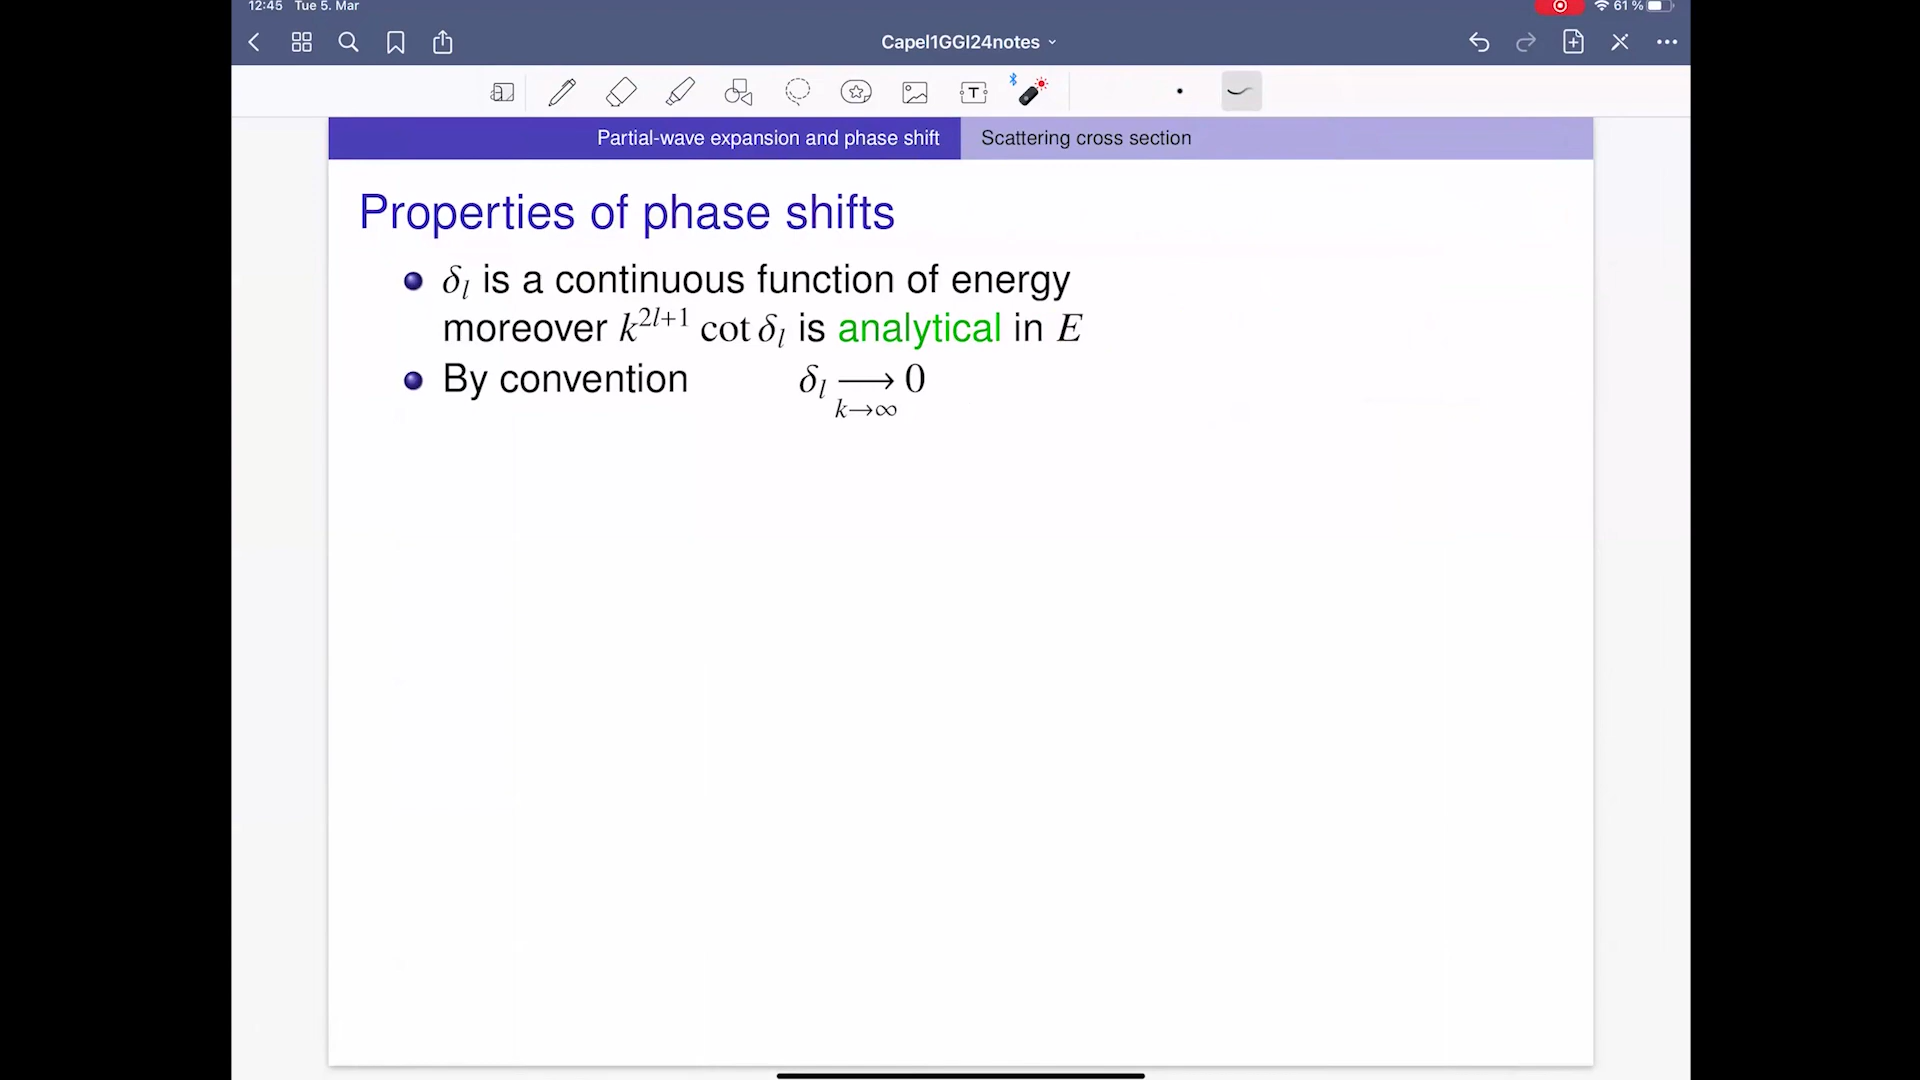 12:45 Tue 5. Mar
61 %
Capel1GGI24notes
T
Partial-wave expansion and phase shift Scattering cross section
Properties of phase shifts
δ_l is a continuous function of energy
moreover k^{2l+1} cot δ_l is analytical in E
By convention δ_l ⟶ 0
k→∞